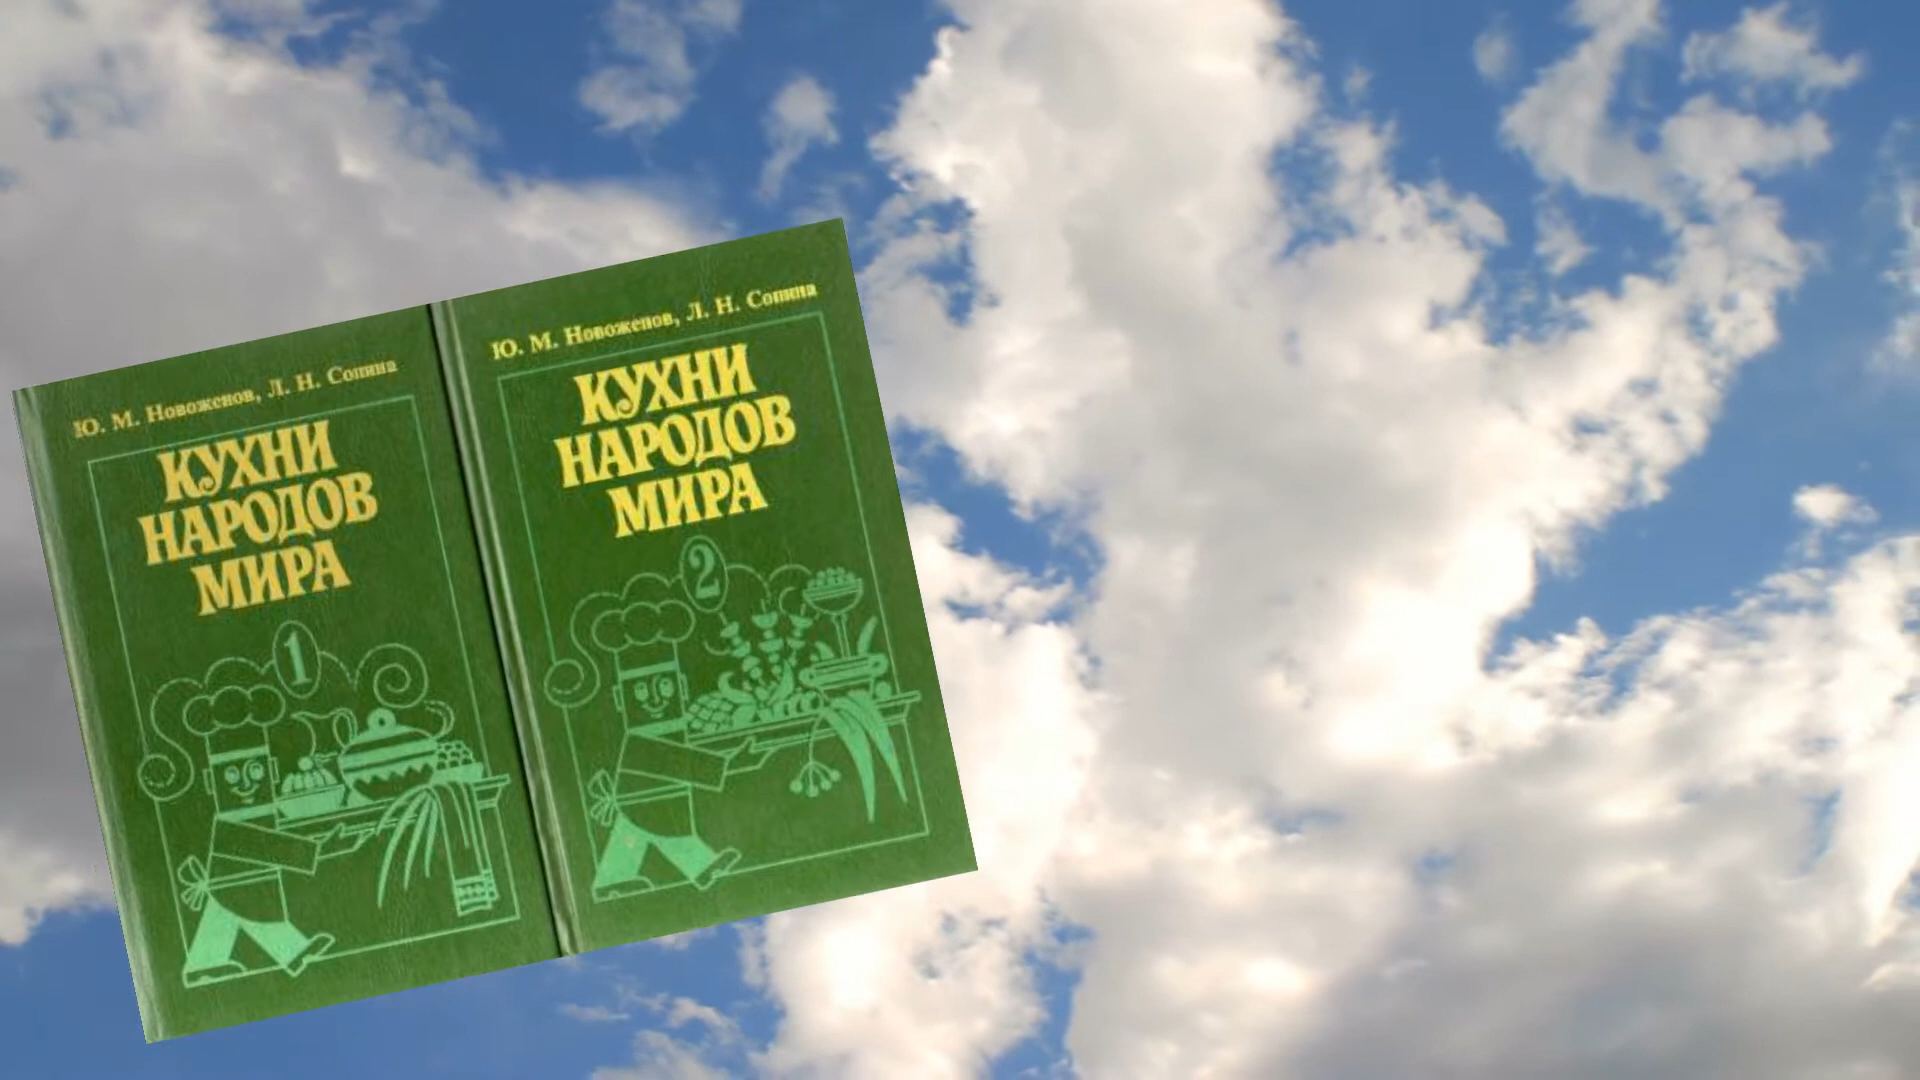 Ю. М. Новоженов, Л. Н. Сопина
КУХНИ
НАРОДОВ
МИРА
1
Ю. М. Новоженов, Л. Н. Сопина
КУХНИ
НАРОДОВ
МИРА
2